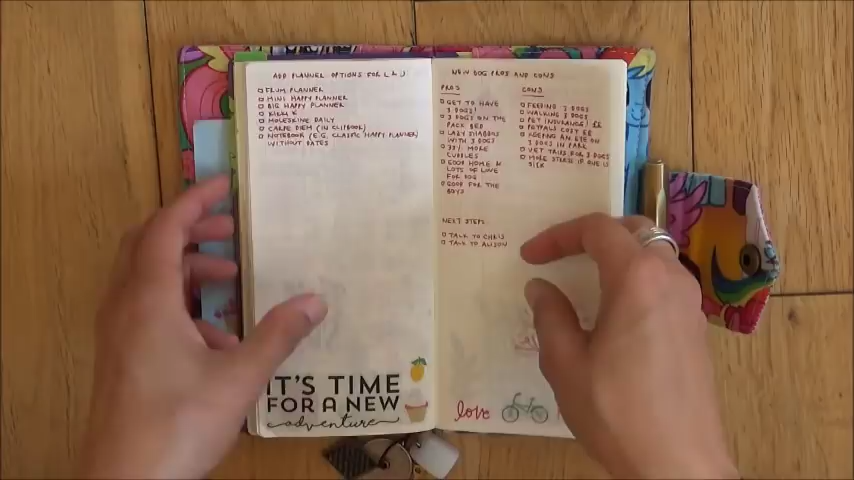 ADD PLANNER OPTIONS FOR L & J
FILM PLANNER
MINI HAPPY PLANNER
BIG HAPPY PLANNER
KIKKI K
MOLESKINE DAILY
CARPE DIEM (IN CLIPBOOK)
NOTEBOOK (E.G. CLASSIC HAPPY PLANNER)
WITHOUT DATES
IT'S TIME
FOR A NEW
adventure
NEW DOG PROS AND CONS
PROS
GET TO HAVE
3 DOGS!
3 DOGS ON THE
PACK BED
LAZY SHABBOS
WITH 3 DOGS
33% MORE
CUDDLES
GOOD HOME &
LOTS OF LOVE
FOR DOG
GOOD FOR THE
BOYS
CONS
FEEDING 3 DOGS
WALKING 3 DOGS
PET INSURANCE / ££
PETPALS COST ££
KEEPING AN EYE ON
3 DOGS IN PARK
VET TRIPS FOR 3 DOGS
MORE STRESS IF ONE IS
SICK
NEXT STEPS
TALK TO CHRIS
TALK TO ALISON
love